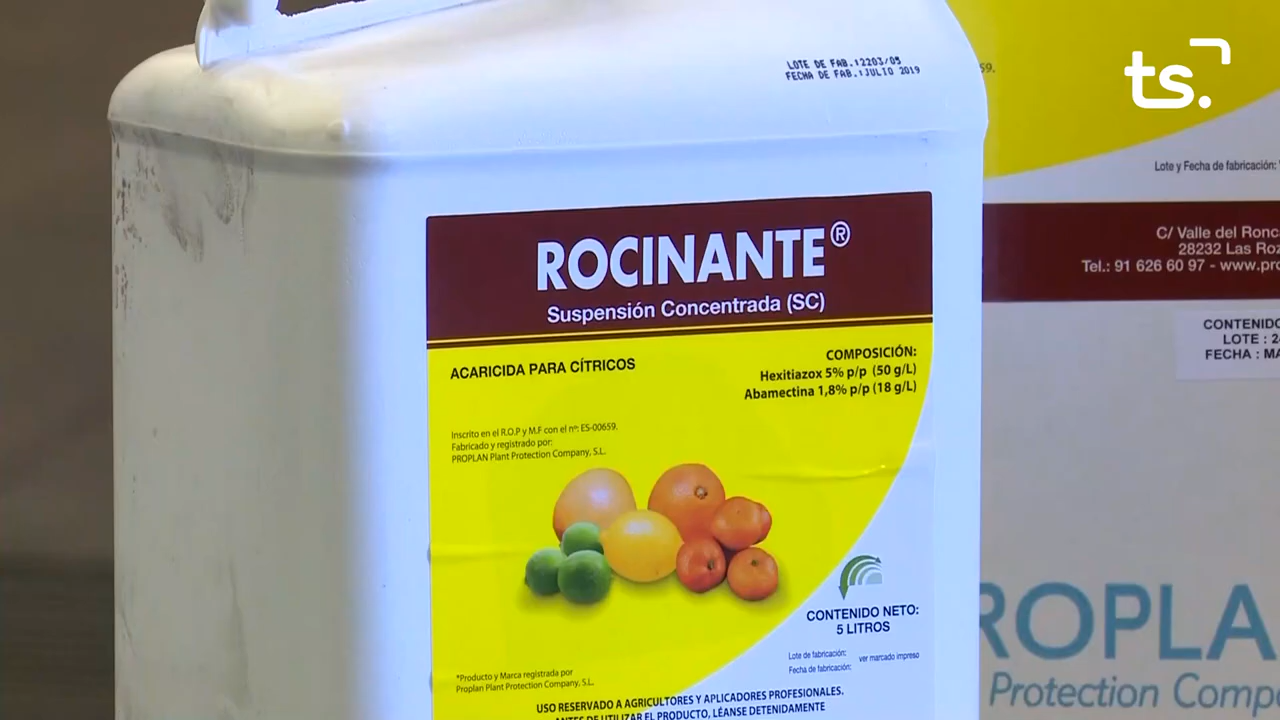 LOTE DE FAB.:2203/05
FECHA DE FAB.:JULIO 2019
ts.
59.
Lote y Fecha de fabricación:
ROCINANTE®
Suspensión Concentrada (SC)
C/ Valle del Ronc
28232 Las Roz
Tel.: 91 626 60 97 - www.pro
CONTENIDO
LOTE : 2
FECHA : MA
ACARICIDA PARA CÍTRICOS
COMPOSICIÓN:
Hexitiazox 5% p/p (50 g/L)
Abamectina 1,8% p/p (18 g/L)
Inscrito en el R.O.P y M.F con el nº: ES-00659.
Fabricado y registrado por:
PROPLAN Plant Protection Company, S.L.
CONTENIDO NETO:
5 LITROS
Lote de fabricación:
Fecha de fabricación:
ver marcado impreso
*Producto y Marca registrada por
Proplan Plant Protection Company, S.L.
USO RESERVADO A AGRICULTORES Y APLICADORES PROFESIONALES.
ANTES DE UTILIZAR EL PRODUCTO, LÉANSE DETENIDAMENTE
ROPLA
Protection Compa